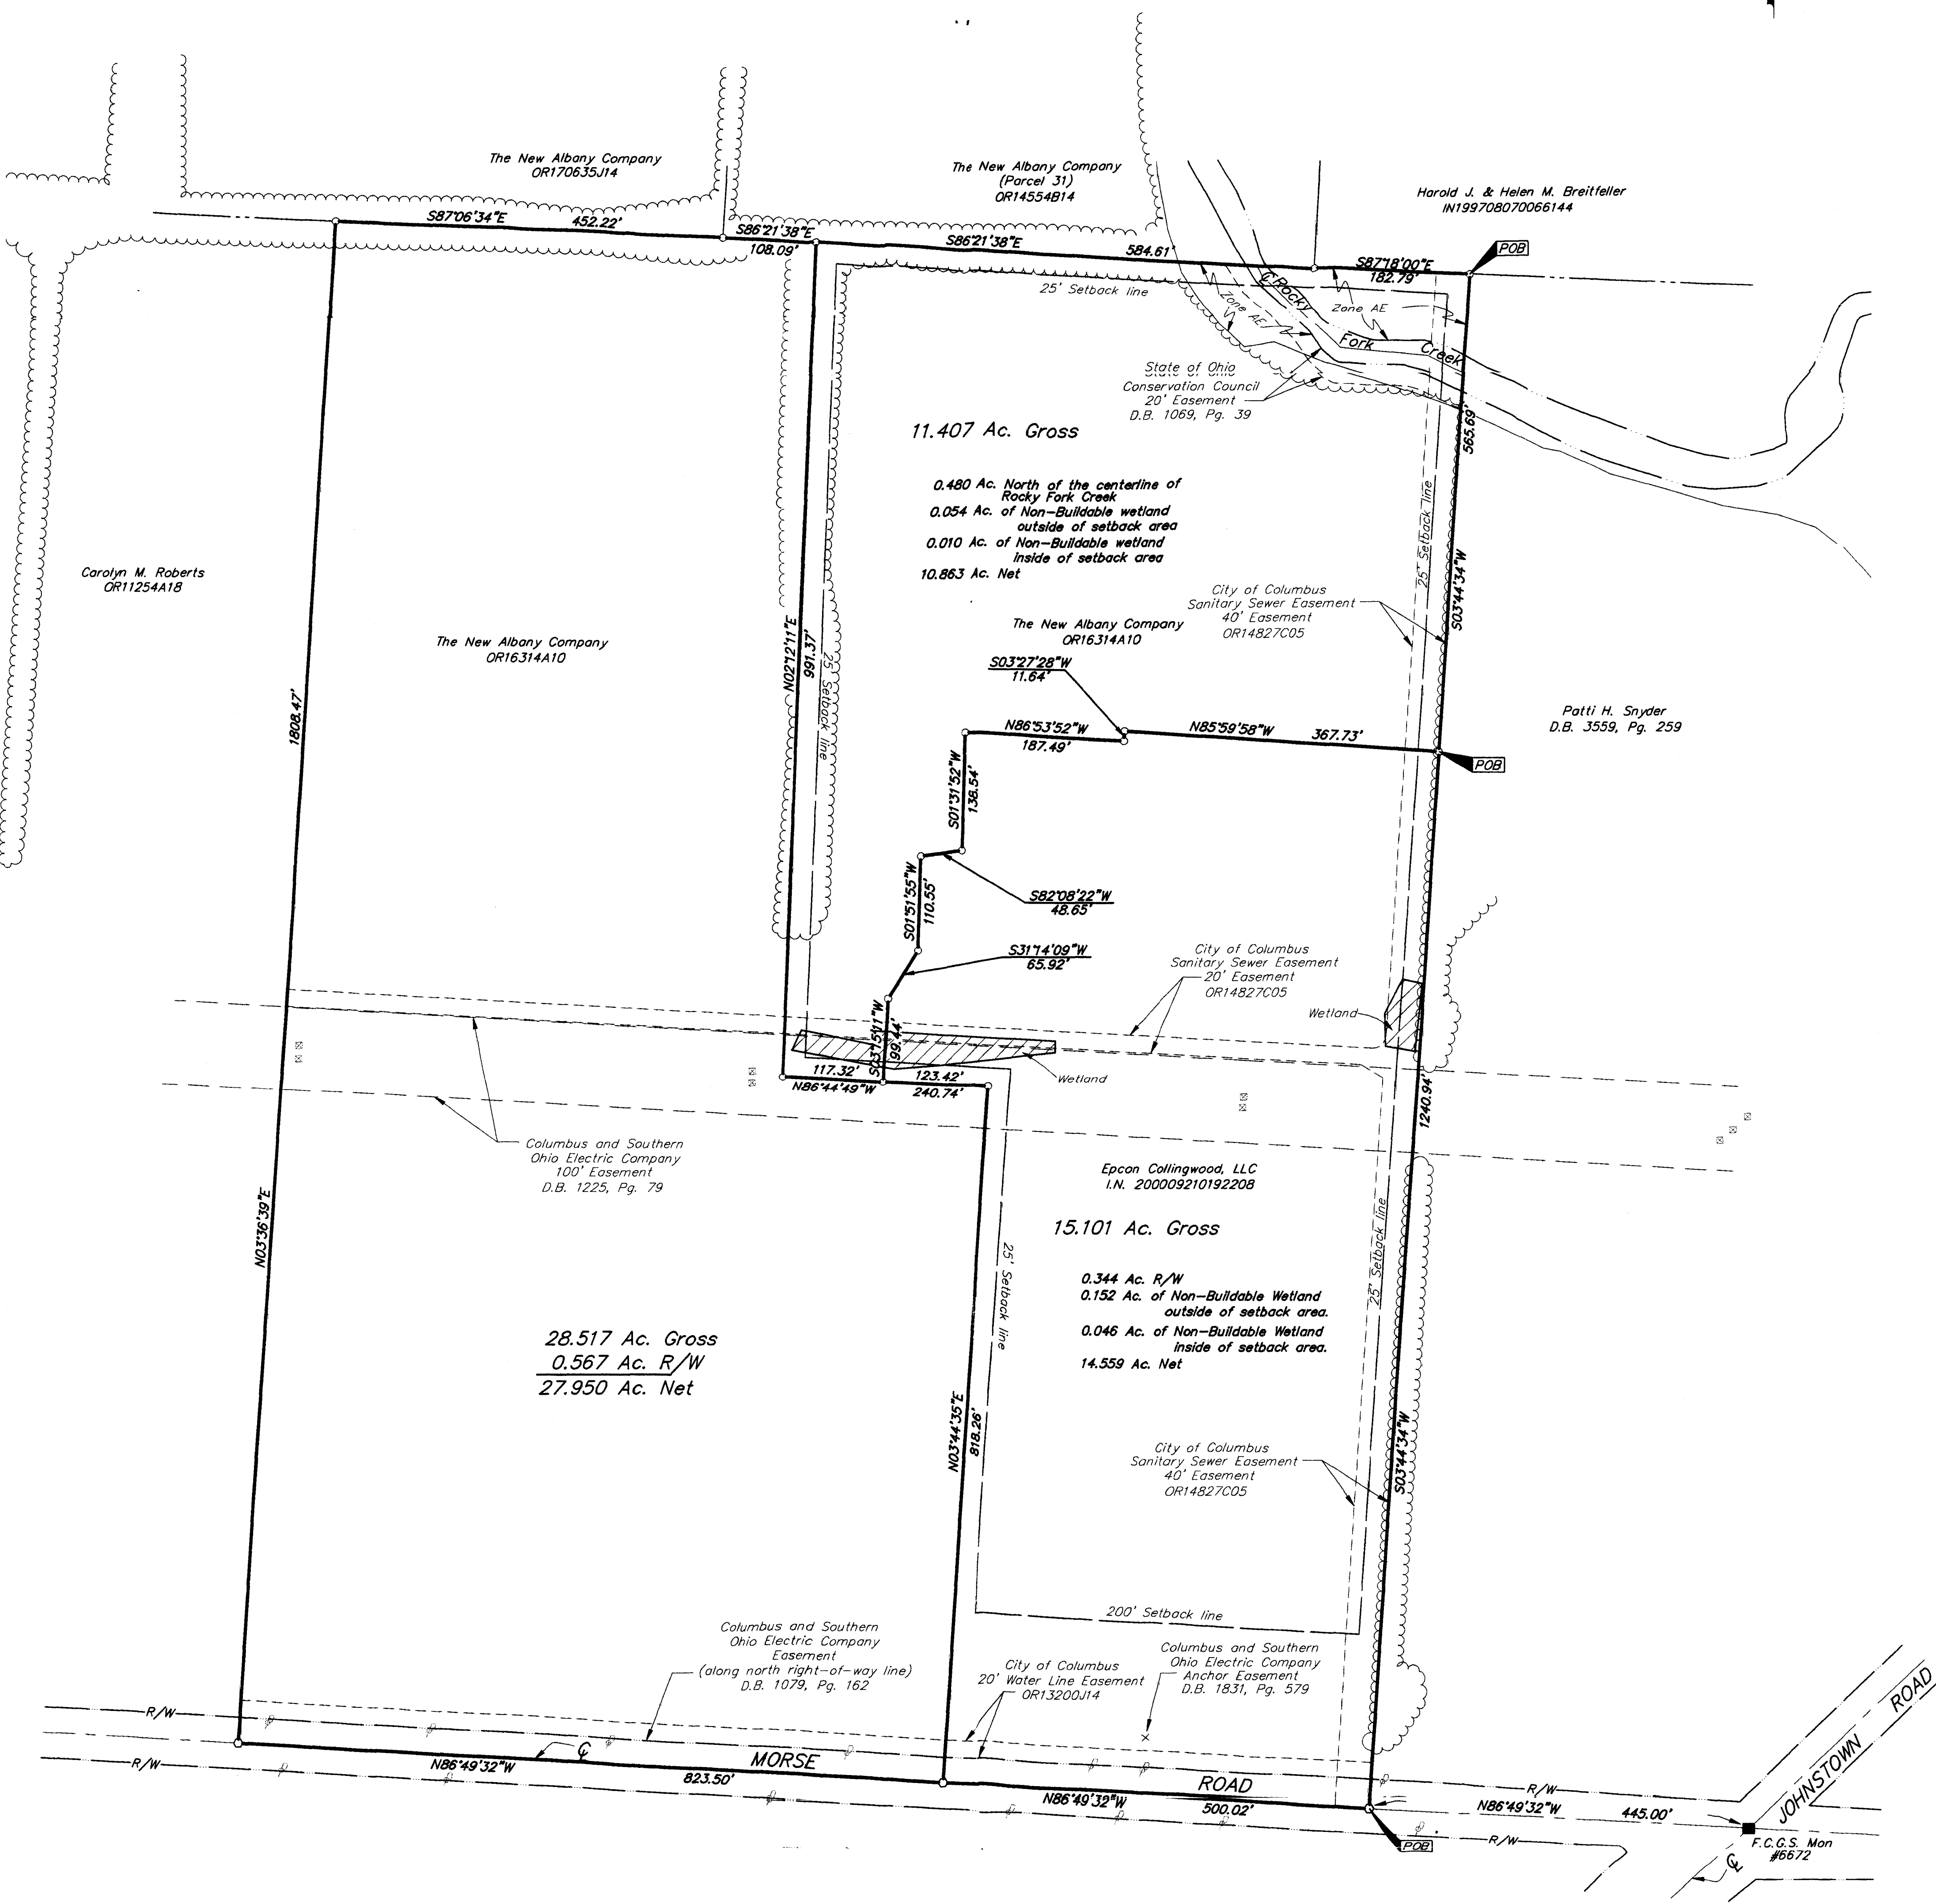 The New Albany Company
OR170635J14
The New Albany Company
(Parcel 31)
OR14554B14
Harold J. & Helen M. Breitfeller
IN199708070066144
S87°06'34"E
452.22'
S86°21'38"E
108.09'
S86°21'38"E
584.61'
S87°18'00"E
182.79'
POB
25' Setback line
Zone AE
Zone AE
℄ Rocky
Fork
Creek
State of Ohio
Conservation Council
20' Easement
D.B. 1069, Pg. 39
565.69'
11.407 Ac. Gross
0.480 Ac. North of the centerline of
Rocky Fork Creek
0.054 Ac. of Non-Buildable wetland
outside of setback area
0.010 Ac. of Non-Buildable wetland
inside of setback area
10.863 Ac. Net
25' Setback line
S03°44'34"W
Carolyn M. Roberts
OR11254A18
City of Columbus
Sanitary Sewer Easement
40' Easement
OR14827C05
The New Albany Company
OR16314A10
The New Albany Company
OR16314A10
N02°12'11"E
991.37'
25' Setback line
S03°27'28"W
11.64'
1808.47'
Patti H. Snyder
D.B. 3559, Pg. 259
N86°53'52"W
187.49'
N85°59'58"W
367.73'
POB
S01°31'52"W
138.54'
S82°08'22"W
48.65'
S01°51'55"W
110.55'
S31°14'09"W
65.92'
City of Columbus
Sanitary Sewer Easement
20' Easement
OR14827C05
Wetland
S03°15'11"W
99.44'
117.32'
N86°44'49"W
123.42'
240.74'
Wetland
1240.94'
Columbus and Southern
Ohio Electric Company
100' Easement
D.B. 1225, Pg. 79
Epcon Collingwood, LLC
I.N. 200009210192208
15.101 Ac. Gross
N03°36'39"E
25' Setback line
25' Setback line
0.344 Ac. R/W
0.152 Ac. of Non-Buildable Wetland
outside of setback area.
0.046 Ac. of Non-Buildable Wetland
inside of setback area.
14.559 Ac. Net
28.517 Ac. Gross
0.567 Ac. R/W
27.950 Ac. Net
N03°44'35"E
818.26'
S03°44'34"W
City of Columbus
Sanitary Sewer Easement
40' Easement
OR14827C05
200' Setback line
Columbus and Southern
Ohio Electric Company
Easement
(along north right-of-way line)
D.B. 1079, Pg. 162
City of Columbus
20' Water Line Easement
OR13200J14
Columbus and Southern
Ohio Electric Company
Anchor Easement
D.B. 1831, Pg. 579
R/W
R/W
℄
MORSE
ROAD
N86°49'32"W
823.50'
N86°49'32"W
500.02'
R/W
N86°49'32"W
445.00'
R/W
POB
JOHNSTOWN ROAD
F.C.G.S. Mon
#6672
℄